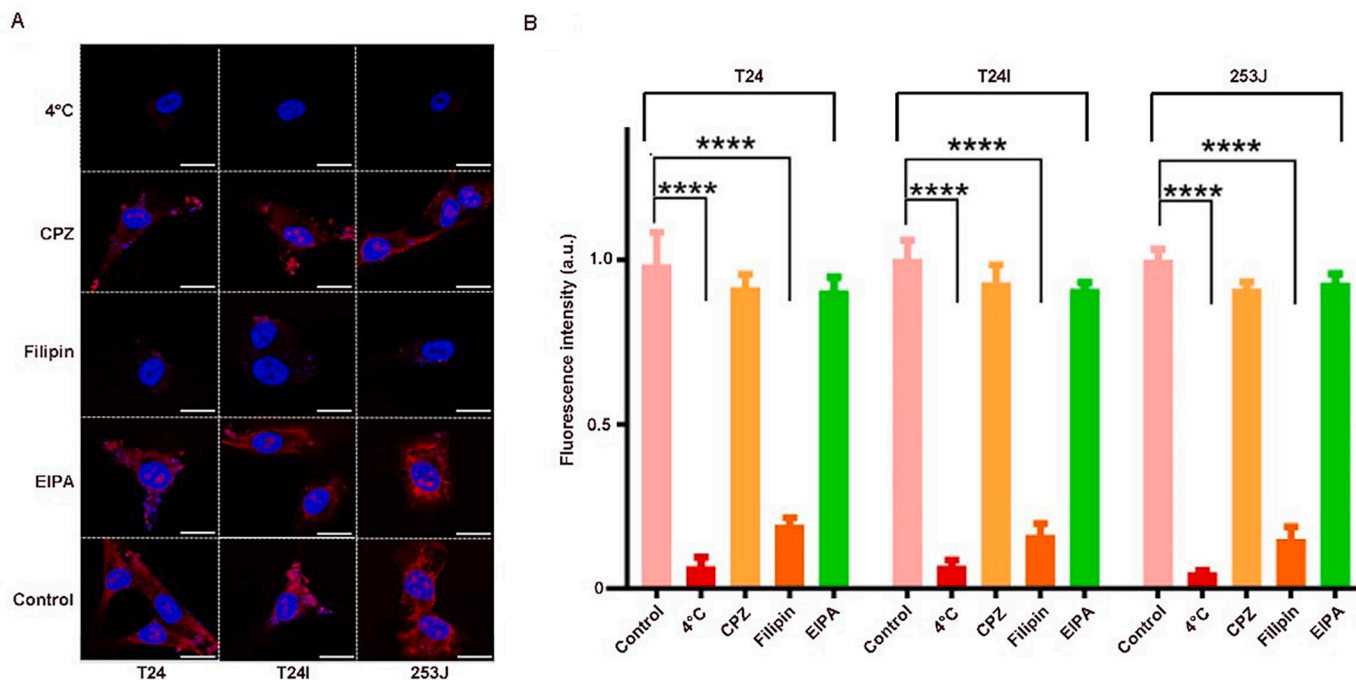 A
4°C
CPZ
Filipin
EIPA
Control
T24 T24I 253J
B
T24 T24I 253J
**** **** ****
**** **** ****
Fluorescence intensity (a.u.)
1.0
0.5
0
Control 4°C CPZ Filipin EIPA Control 4°C CPZ Filipin EIPA Control 4°C CPZ Filipin EIPA